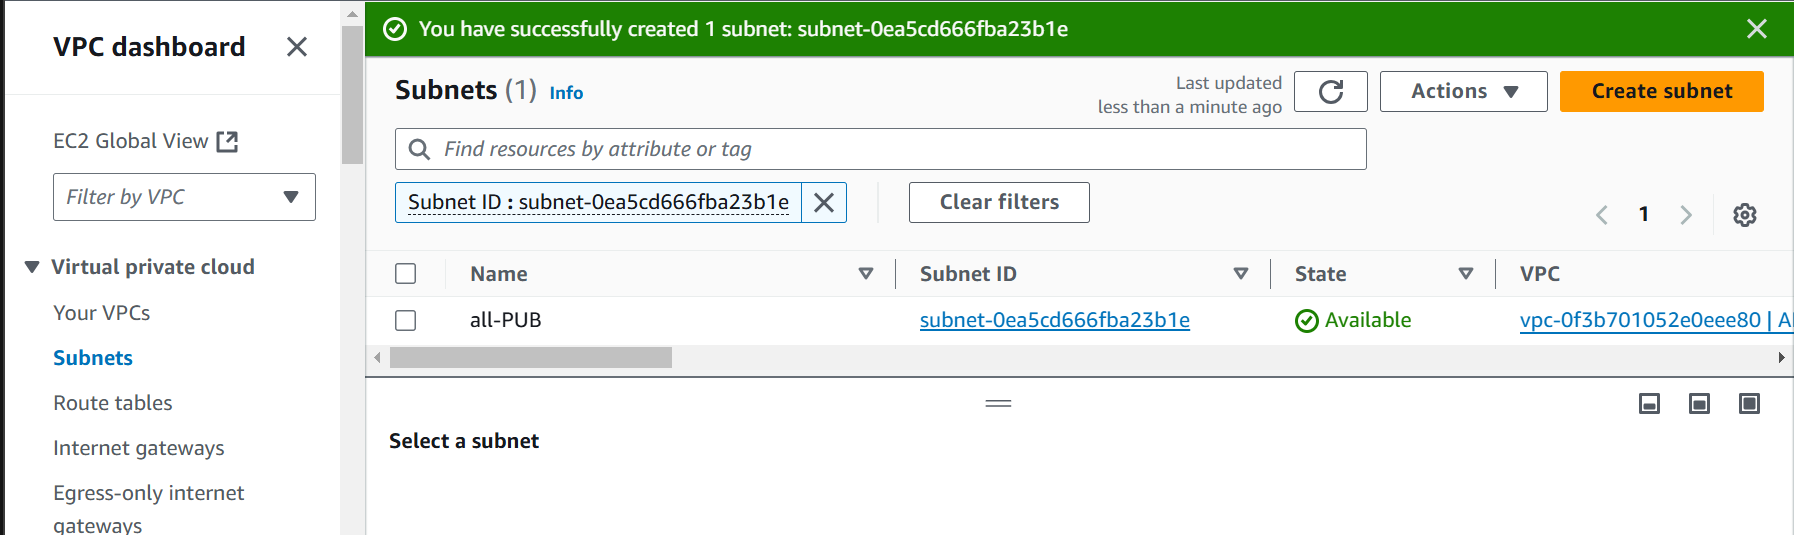 You have successfully created 1 subnet: subnet-0ea5cd666fba23b1e
VPC dashboard
EC2 Global View
Filter by VPC
Virtual private cloud
Your VPCs
Subnets
Route tables
Internet gateways
Egress-only internet
gateways
Subnets (1) Info
Last updated
less than a minute ago
Actions
Create subnet
Find resources by attribute or tag
Subnet ID : subnet-0ea5cd666fba23b1e
Clear filters
1
Name Subnet ID State VPC
all-PUB subnet-0ea5cd666fba23b1e Available vpc-0f3b701052e0eee80 |
Select a subnet